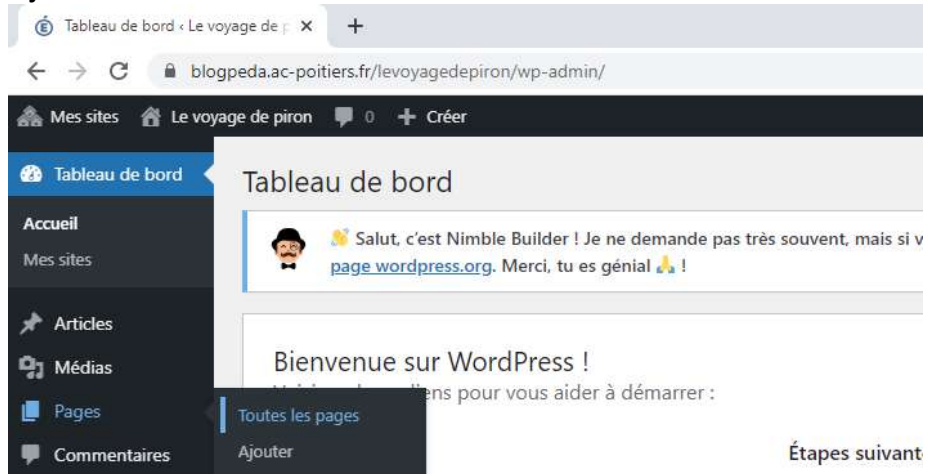 Tableau de bord ‹ Le voyage de p
blogpeda.ac-poitiers.fr/levoyagedepiron/wp-admin/
Mes sites Le voyage de piron 0 Créer
Tableau de bord
Tableau de bord
Accueil
Mes sites
👋 Salut, c'est Nimble Builder ! Je ne demande pas très souvent, mais si v
page wordpress.org. Merci, tu es génial 🙏 !
Articles
Médias
Bienvenue sur WordPress !
ens pour vous aider à démarrer :
Pages
Toutes les pages
Commentaires
Ajouter
Étapes suivant